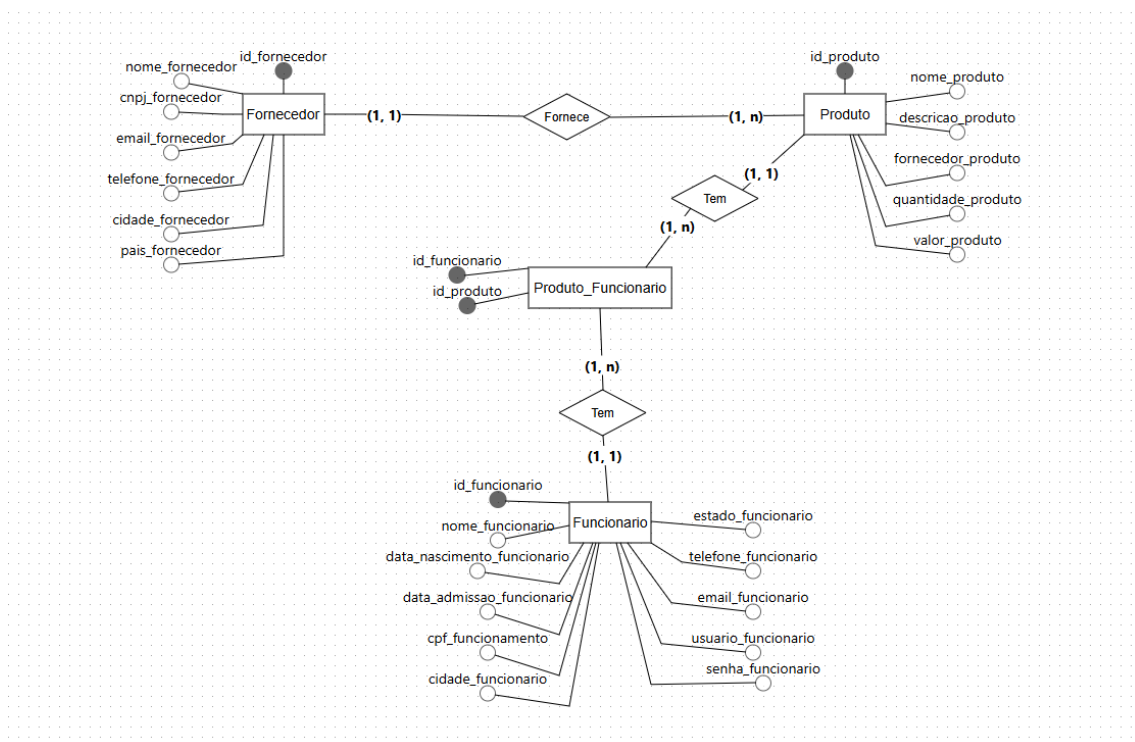 id_fornecedor
nome_fornecedor
cnpj_fornecedor
email_fornecedor
telefone_fornecedor
cidade_fornecedor
pais_fornecedor
Fornecedor
(1, 1)
Fornece
(1, n)
id_produto
Produto
nome_produto
descricao_produto
fornecedor_produto
quantidade_produto
valor_produto
(1, 1)
Tem
(1, n)
id_funcionario
id_produto
Produto_Funcionario
(1, n)
Tem
(1, 1)
id_funcionario
nome_funcionario
data_nascimento_funcionario
data_admissao_funcionario
cpf_funcionamento
cidade_funcionario
Funcionario
estado_funcionario
telefone_funcionario
email_funcionario
usuario_funcionario
senha_funcionario